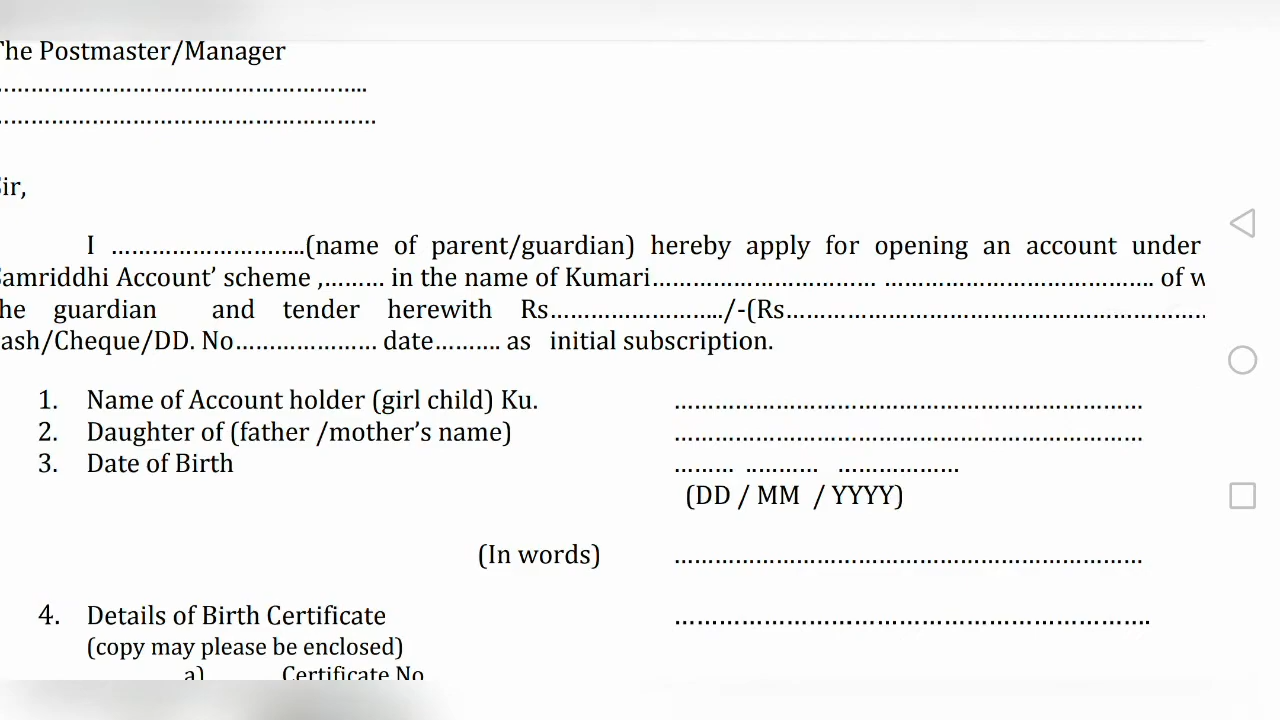 The Postmaster/Manager
……………………………………………..
………………………………………………
Sir,
I ………………………..(name of parent/guardian) hereby apply for opening an account under
Samriddhi Account’ scheme ,……… in the name of Kumari…………………………… …………………………………. of w
he guardian and tender herewith Rs……………………../-(Rs………………………………………………………
ash/Cheque/DD. No………………… date………. as initial subscription.
1. Name of Account holder (girl child) Ku. ……………………………………………………………
2. Daughter of (father /mother’s name) ……………………………………………………………
3. Date of Birth ……… ..……… ………………
(DD / MM / YYYY)
(In words) ……………………………………………………………
4. Details of Birth Certificate …………………………………………………………….
(copy may please be enclosed)
a) Certificate No